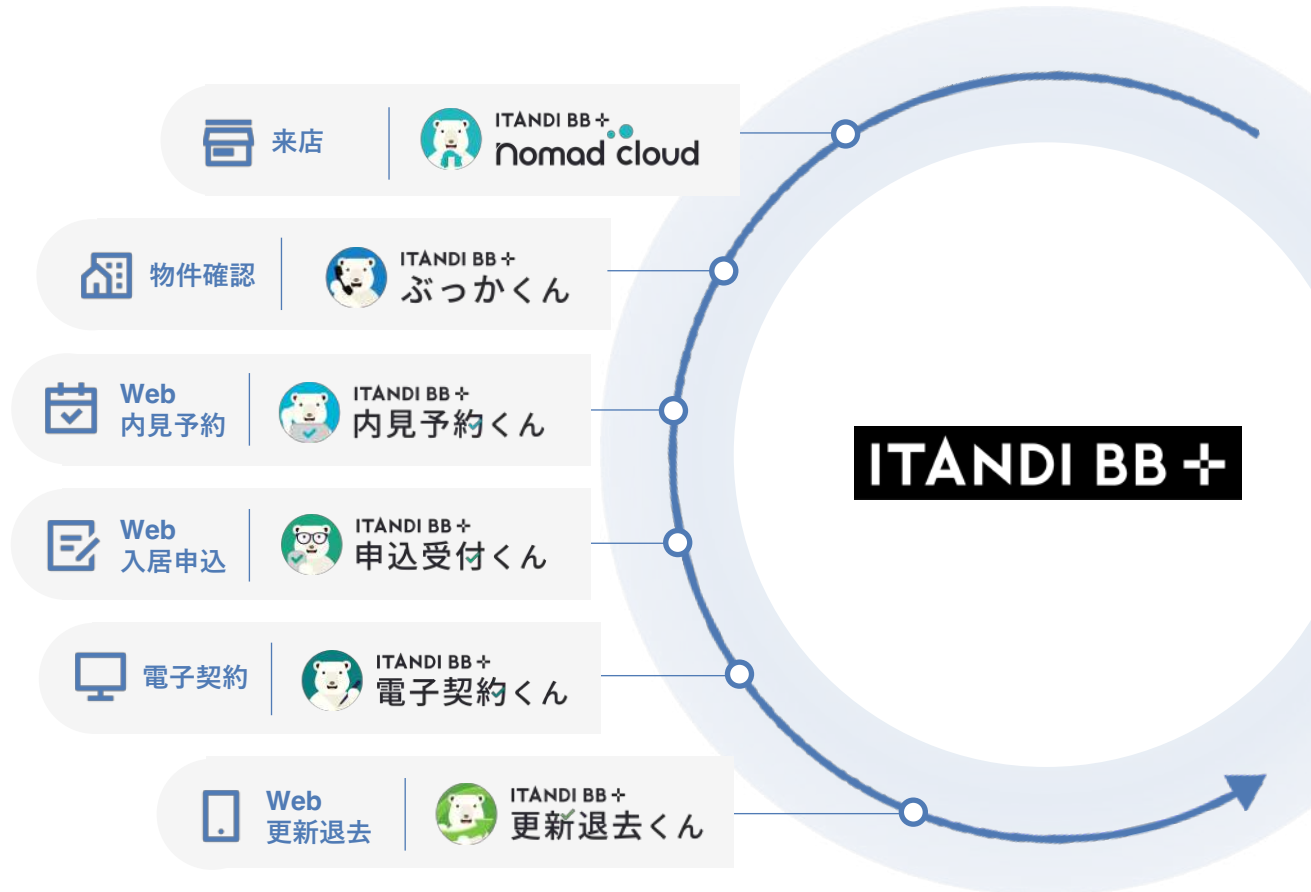 来店
ITANDI BB +
nomad cloud
物件確認
ITANDI BB +
ぶっかくん
Web
内見予約
ITANDI BB +
内見予約くん
Web
入居申込
ITANDI BB +
申込受付くん
電子契約
ITANDI BB +
電子契約くん
Web
更新退去
ITANDI BB +
更新退去くん
ITANDI BB +